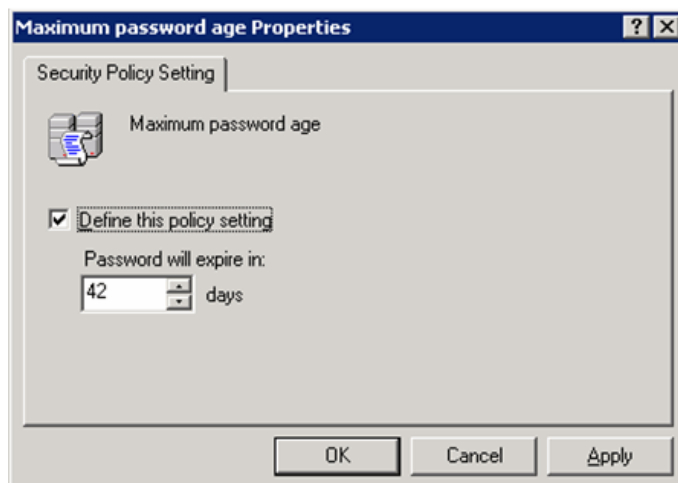 Maximum password age Properties
Security Policy Setting
Maximum password age
Define this policy setting
Password will expire in:
42 days
OK Cancel Apply